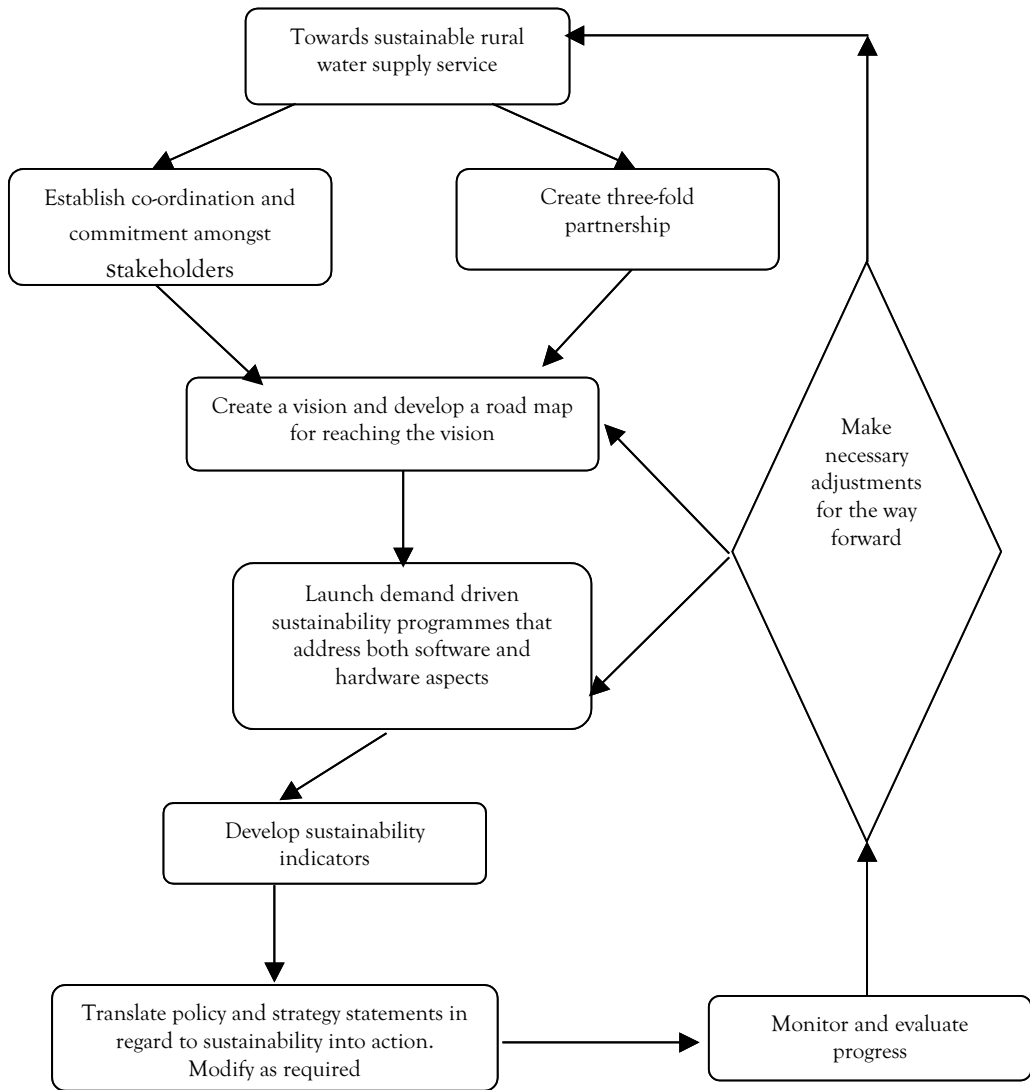 Towards sustainable rural
water supply service
Establish co-ordination and
commitment amongst
stakeholders
Create three-fold
partnership
Create a vision and develop a road map
for reaching the vision
Make
necessary
adjustments
for the way
forward
Launch demand driven
sustainability programmes that
address both software and
hardware aspects
Develop sustainability
indicators
Translate policy and strategy statements in
regard to sustainability into action.
Modify as required
Monitor and evaluate
progress